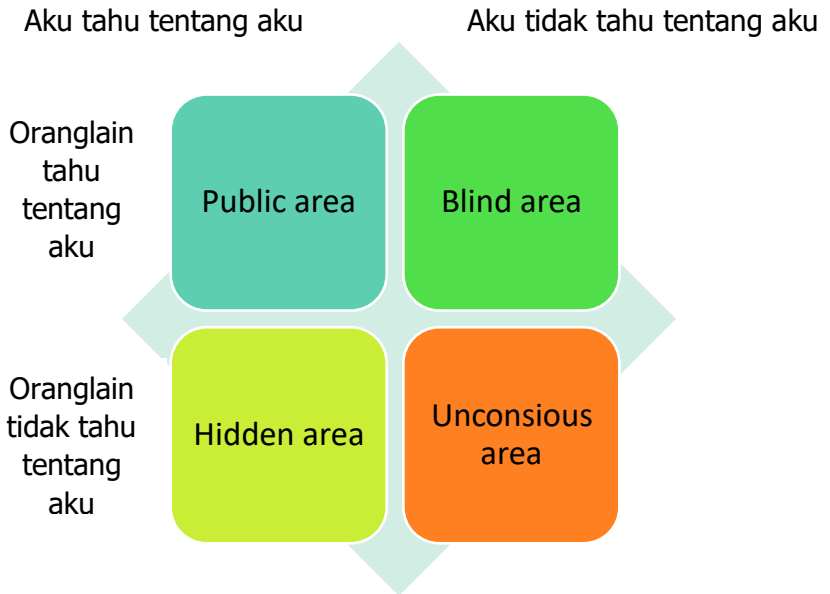 Aku tahu tentang aku
Aku tidak tahu tentang aku
Oranglain
tahu
tentang
aku
Public area
Blind area
Oranglain
tidak tahu
tentang
aku
Hidden area
Unconsious
area